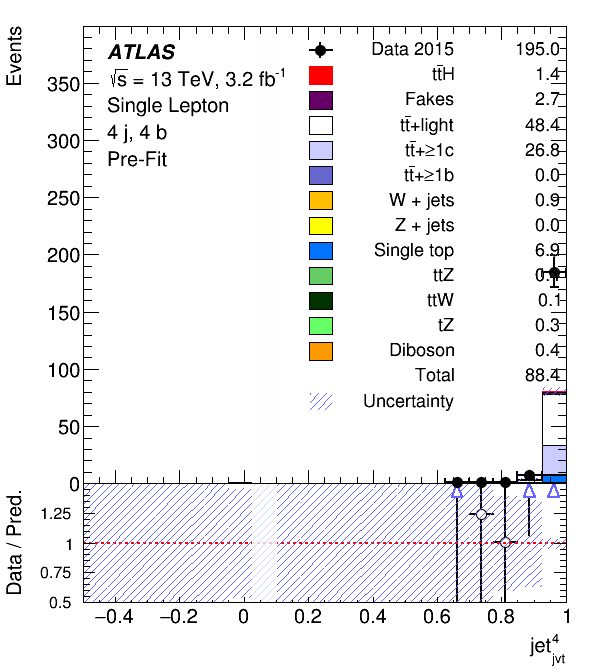 Events
ATLAS
√s = 13 TeV, 3.2 fb⁻¹
Single Lepton
4 j, 4 b
Pre-Fit
Data 2015 195.0
tt̄H 1.4
Fakes 2.7
tt̄+light 48.4
tt̄+≥1c 26.8
tt̄+≥1b 0.0
W + jets 0.9
Z + jets 0.0
Single top 6.9
ttZ
ttW 0.1
tZ 0.3
Diboson 0.4
Total 88.4
Uncertainty
350
300
250
200
150
100
50
0
Data / Pred.
1.25
1
0.75
0.5
−0.4 −0.2 0 0.2 0.4 0.6 0.8 1
jet⁴jvt